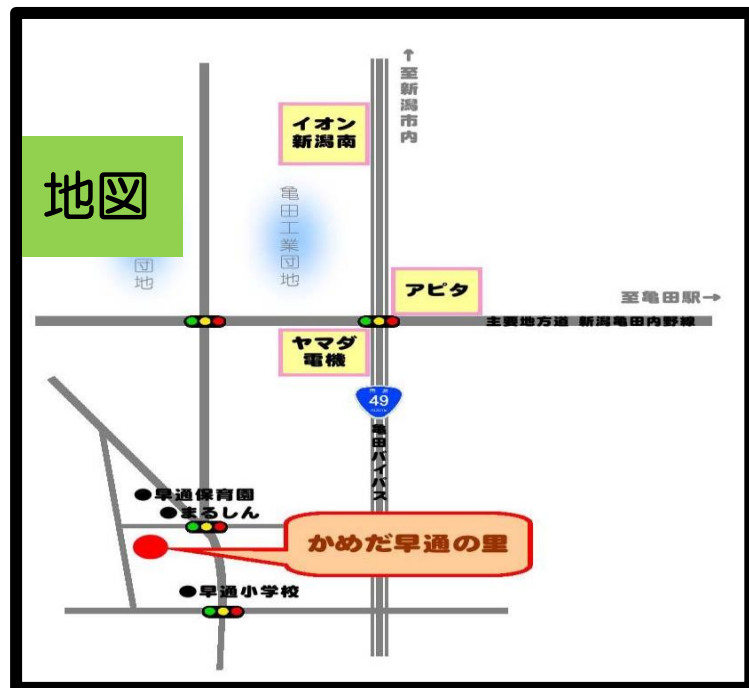 ↑至新潟市内
イオン
新潟南
地図
亀田工業団地
団地
アピタ
至亀田駅→
主要地方道 新潟亀田内野線
ヤマダ
電機
49
亀田バイパス
●早通保育園
●まるしん
かめだ早通の里
●早通小学校